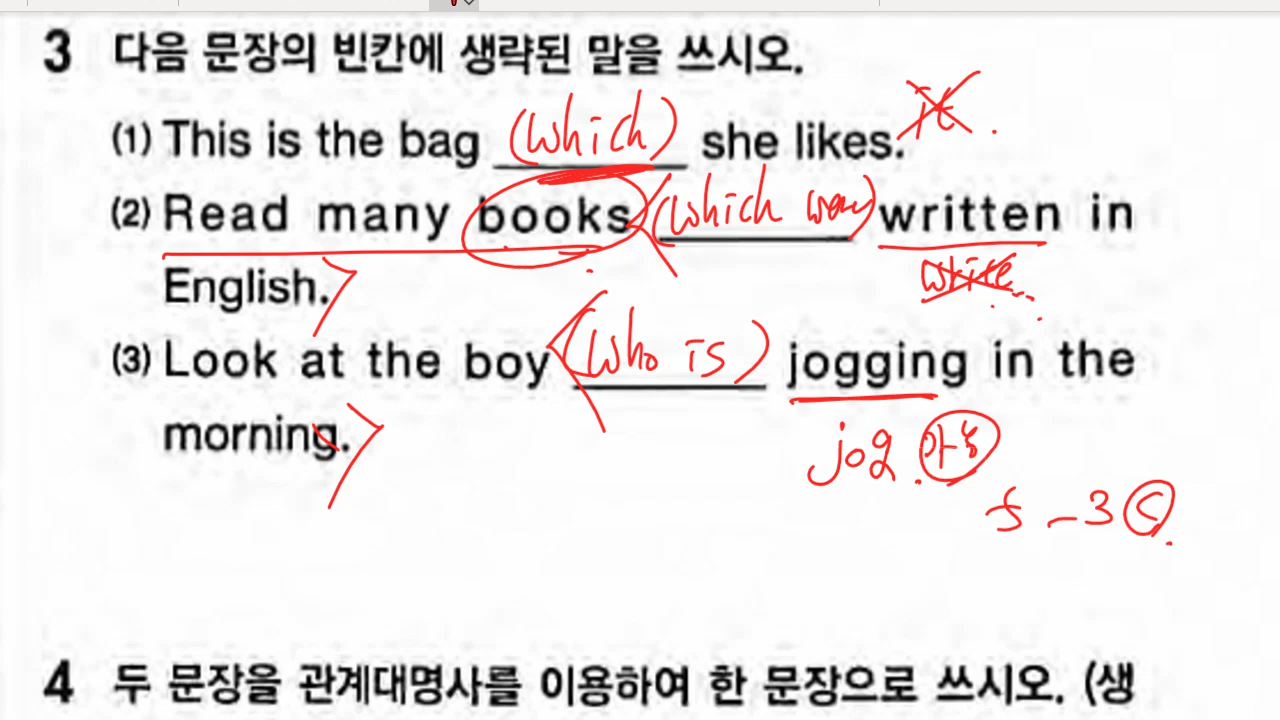 3 다음 문장의 빈칸에 생략된 말을 쓰시오.
(1) This is the bag (which) she likes. it.
(2) Read many books (which were) written in
English. write
(3) Look at the boy (who is) jogging in the
morning.
jog
4 두 문장을 관계대명사를 이용하여 한 문장으로 쓰시오. (생